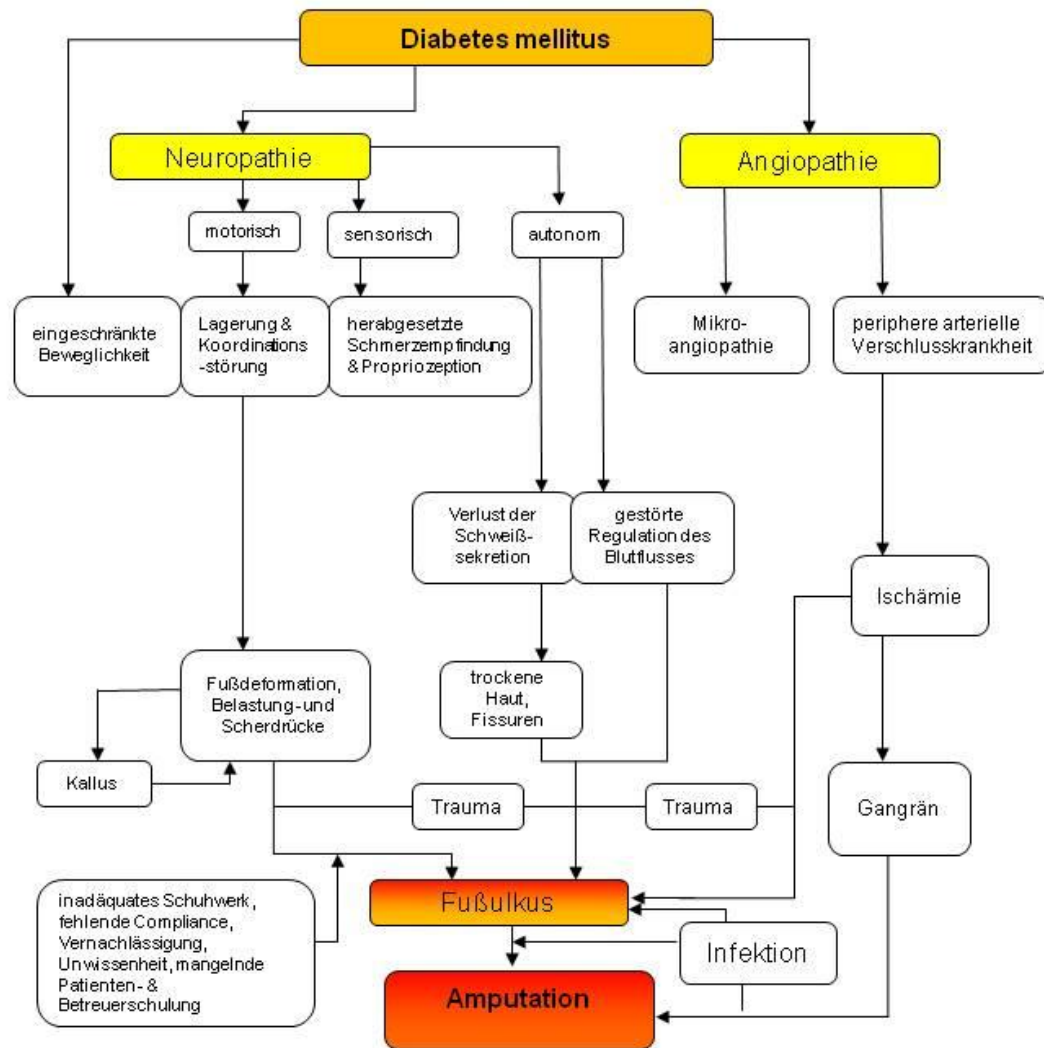 Diabetes mellitus
Neuropathie
Angiopathie
motorisch
sensorisch
autonom
eingeschränkte
Beweglichkeit
Lagerung &
Koordinations
-störung
herabgesetzte
Schmerzempfindung
& Propriozeption
Mikro-
angiopathie
periphere arterielle
Verschlusskrankheit
Verlust der
Schweiß-
sekretion
gestörte
Regulation des
Blutflusses
Ischämie
Fußdeformation,
Belastung-und
Scherdrücke
trockene
Haut,
Fissuren
Kallus
Trauma
Trauma
Gangrän
inadäquates Schuhwerk,
fehlende Compliance,
Vernachlässigung,
Unwissenheit, mangelnde
Patienten- &
Betreuerschulung
Fußulkus
Infektion
Amputation